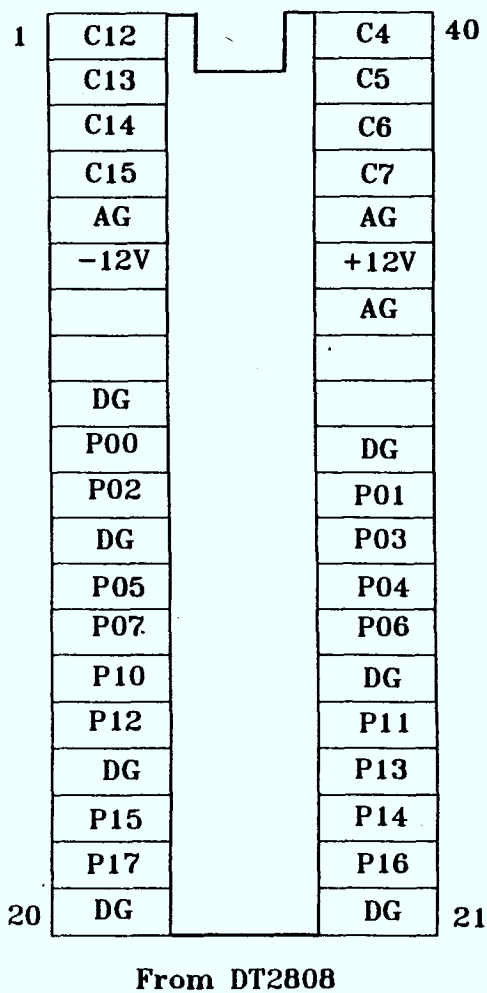 1 C12 C4 40
C13 C5
C14 C6
C15 C7
AG AG
-12V +12V
AG
DG
P00 DG
P02 P01
DG P03
P05 P04
P07 P06
P10 DG
P12 P11
DG P13
P15 P14
P17 P16
20 DG DG 21
From DT2808